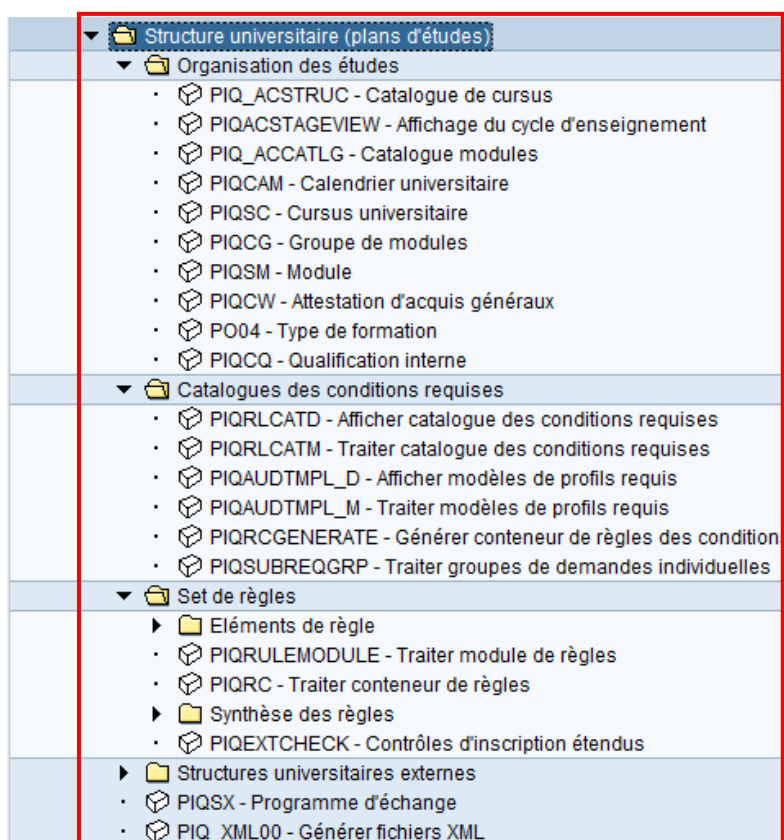 Structure universitaire (plans d'études)
Organisation des études
PIQ_ACSTRUC - Catalogue de cursus
PIQACSTAGEVIEW - Affichage du cycle d'enseignement
PIQ_ACCATLG - Catalogue modules
PIQCAM - Calendrier universitaire
PIQSC - Cursus universitaire
PIQCG - Groupe de modules
PIQSM - Module
PIQCW - Attestation d'acquis généraux
PO04 - Type de formation
PIQCQ - Qualification interne
Catalogues des conditions requises
PIQRLCATD - Afficher catalogue des conditions requises
PIQRLCATM - Traiter catalogue des conditions requises
PIQAUDTMPL_D - Afficher modèles de profils requis
PIQAUDTMPL_M - Traiter modèles de profils requis
PIQRCGENERATE - Générer conteneur de règles des condition
PIQSUBREQGRP - Traiter groupes de demandes individuelles
Set de règles
Eléments de règle
PIQRULEMODULE - Traiter module de règles
PIQRC - Traiter conteneur de règles
Synthèse des règles
PIQEXTCHECK - Contrôles d'inscription étendus
Structures universitaires externes
PIQSX - Programme d'échange
PIQ_XML00 - Générer fichiers XML